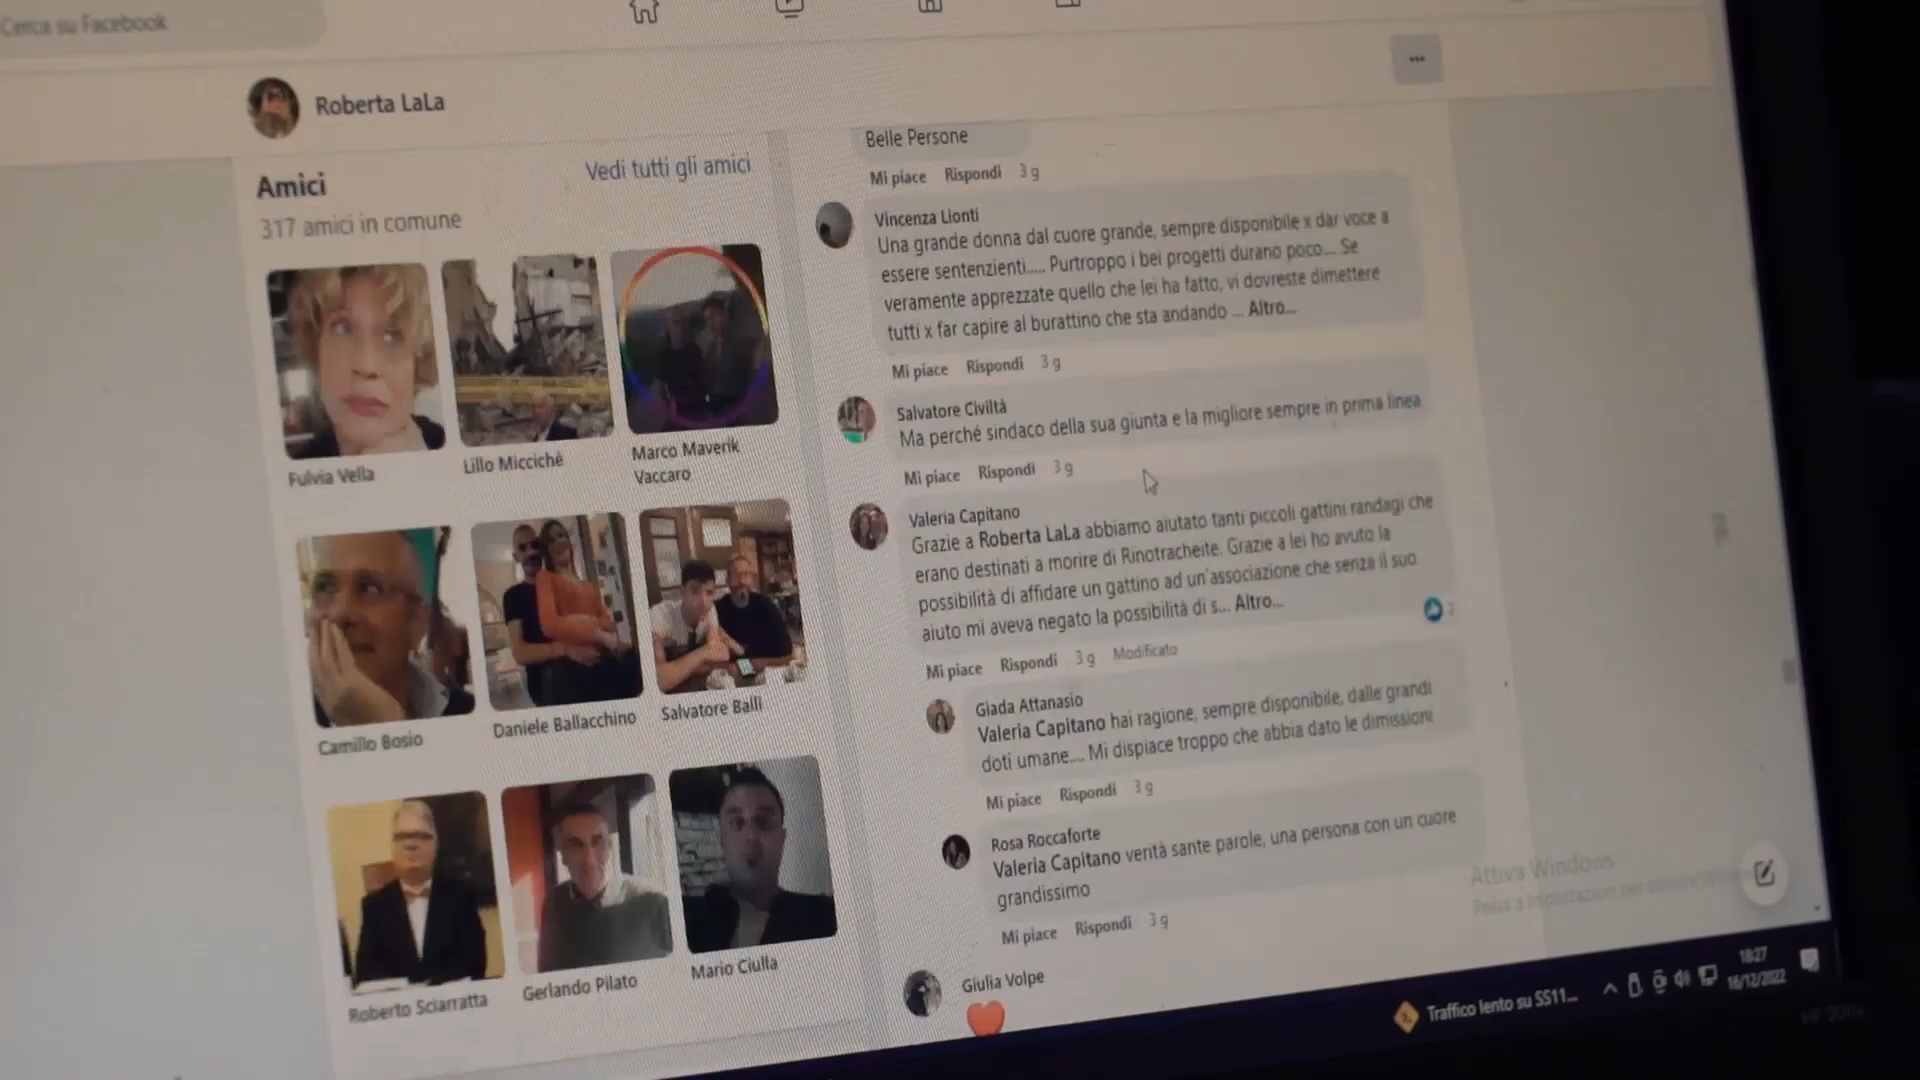 Cerca su Facebook
Roberta LaLa
Amici
Vedi tutti gli amici
317 amici in comune
Fulvia Vella
Lillo Miccichè
Marco Maverik
Vaccaro
Camillo Bosio
Daniele Ballacchino
Salvatore Balli
Roberto Sciarratta
Gerlando Pilato
Mario Ciulla
Belle Persone
Mi piace Rispondi 3 g
Vincenza Lionti
Una grande donna dal cuore grande, sempre disponibile x dar voce a
essere sentenzienti..... Purtroppo i bei progetti durano poco.... Se
veramente apprezzate quello che lei ha fatto, vi dovreste dimettere
tutti x far capire al burattino che sta andando ... Altro...
Mi piace Rispondi 3 g
Salvatore Civiltà
Ma perché sindaco della sua giunta e la migliore sempre in prima linea
Mi piace Rispondi 3 g
Valeria Capitano
Grazie a Roberta LaLa abbiamo aiutato tanti piccoli gattini randagi che
erano destinati a morire di Rinotracheite. Grazie a lei ho avuto la
possibilità di affidare un gattino ad un'associazione che senza il suo
aiuto mi aveva negato la possibilità di s... Altro...
2
Mi piace Rispondi 3 g Modificato
Giada Attanasio
Valeria Capitano hai ragione, sempre disponibile, dalle grandi
doti umane.... Mi dispiace troppo che abbia dato le dimissioni
Mi piace Rispondi 3 g
Rosa Roccaforte
Valeria Capitano verità sante parole, una persona con un cuore
grandissimo
Mi piace Rispondi 3 g
Giulia Volpe
Attiva Windows
Passa a Impostazioni per attivare
Traffico lento su SS11...
18:27
16/12/2022